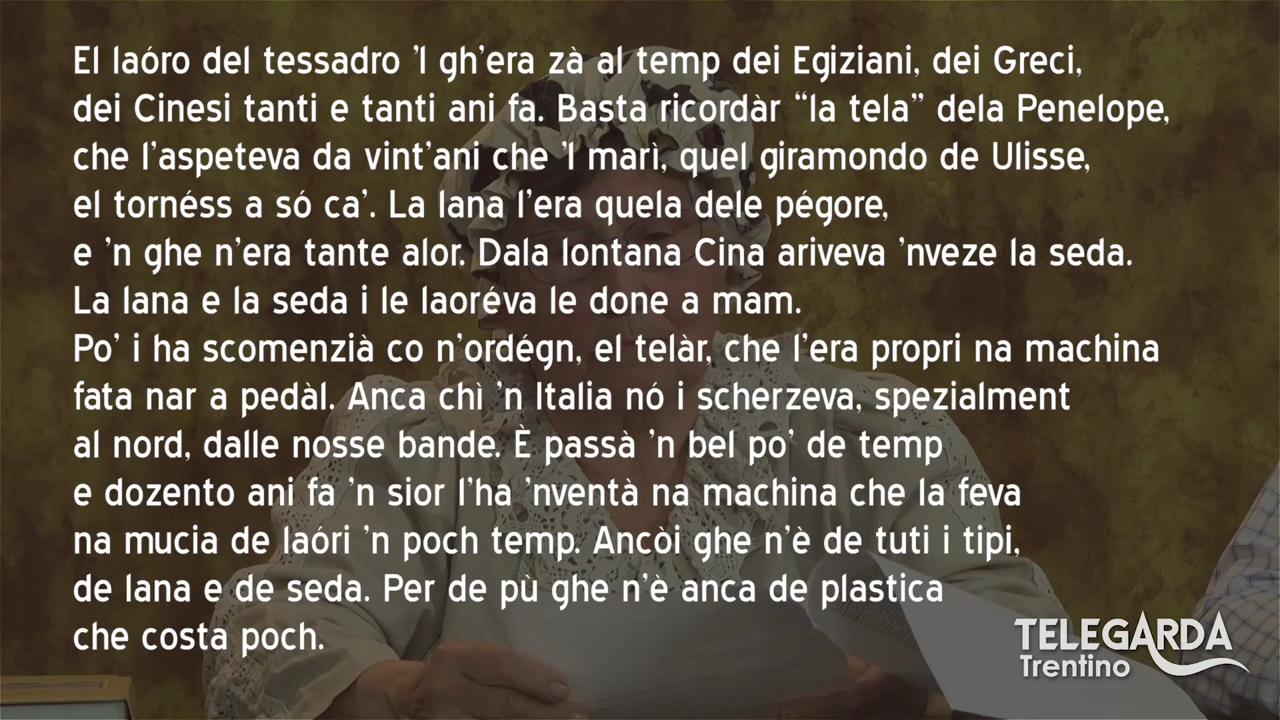 El laóro del tessadro 'l gh'era zà al temp dei Egiziani, dei Greci,
dei Cinesi tanti e tanti ani fa. Basta ricordàr “la tela” dela Penelope,
che l'aspeteva da vint'ani che 'l marì, quel giramondo de Ulisse,
el tornéss a só ca'. La lana l'era quela dele pégore,
e 'n ghe n'era tante alor. Dala lontana Cina ariveva 'nveze la seda.
La lana e la seda i le laoréva le done a mam.
Po' i ha scomenzià co n'ordégn, el telàr, che l'era propri na machina
fata nar a pedàl. Anca chì 'n Italia nó i scherzeva, spezialment
al nord, dalle nosse bande. È passà 'n bel po' de temp
e dozento ani fa 'n sior l'ha 'nventà na machina che la feva
na mucia de laóri 'n poch temp. Ancòi ghe n'è de tuti i tipi,
de lana e de seda. Per de pù ghe n'è anca de plastica
che costa poch.
TELEGARDA
Trentino